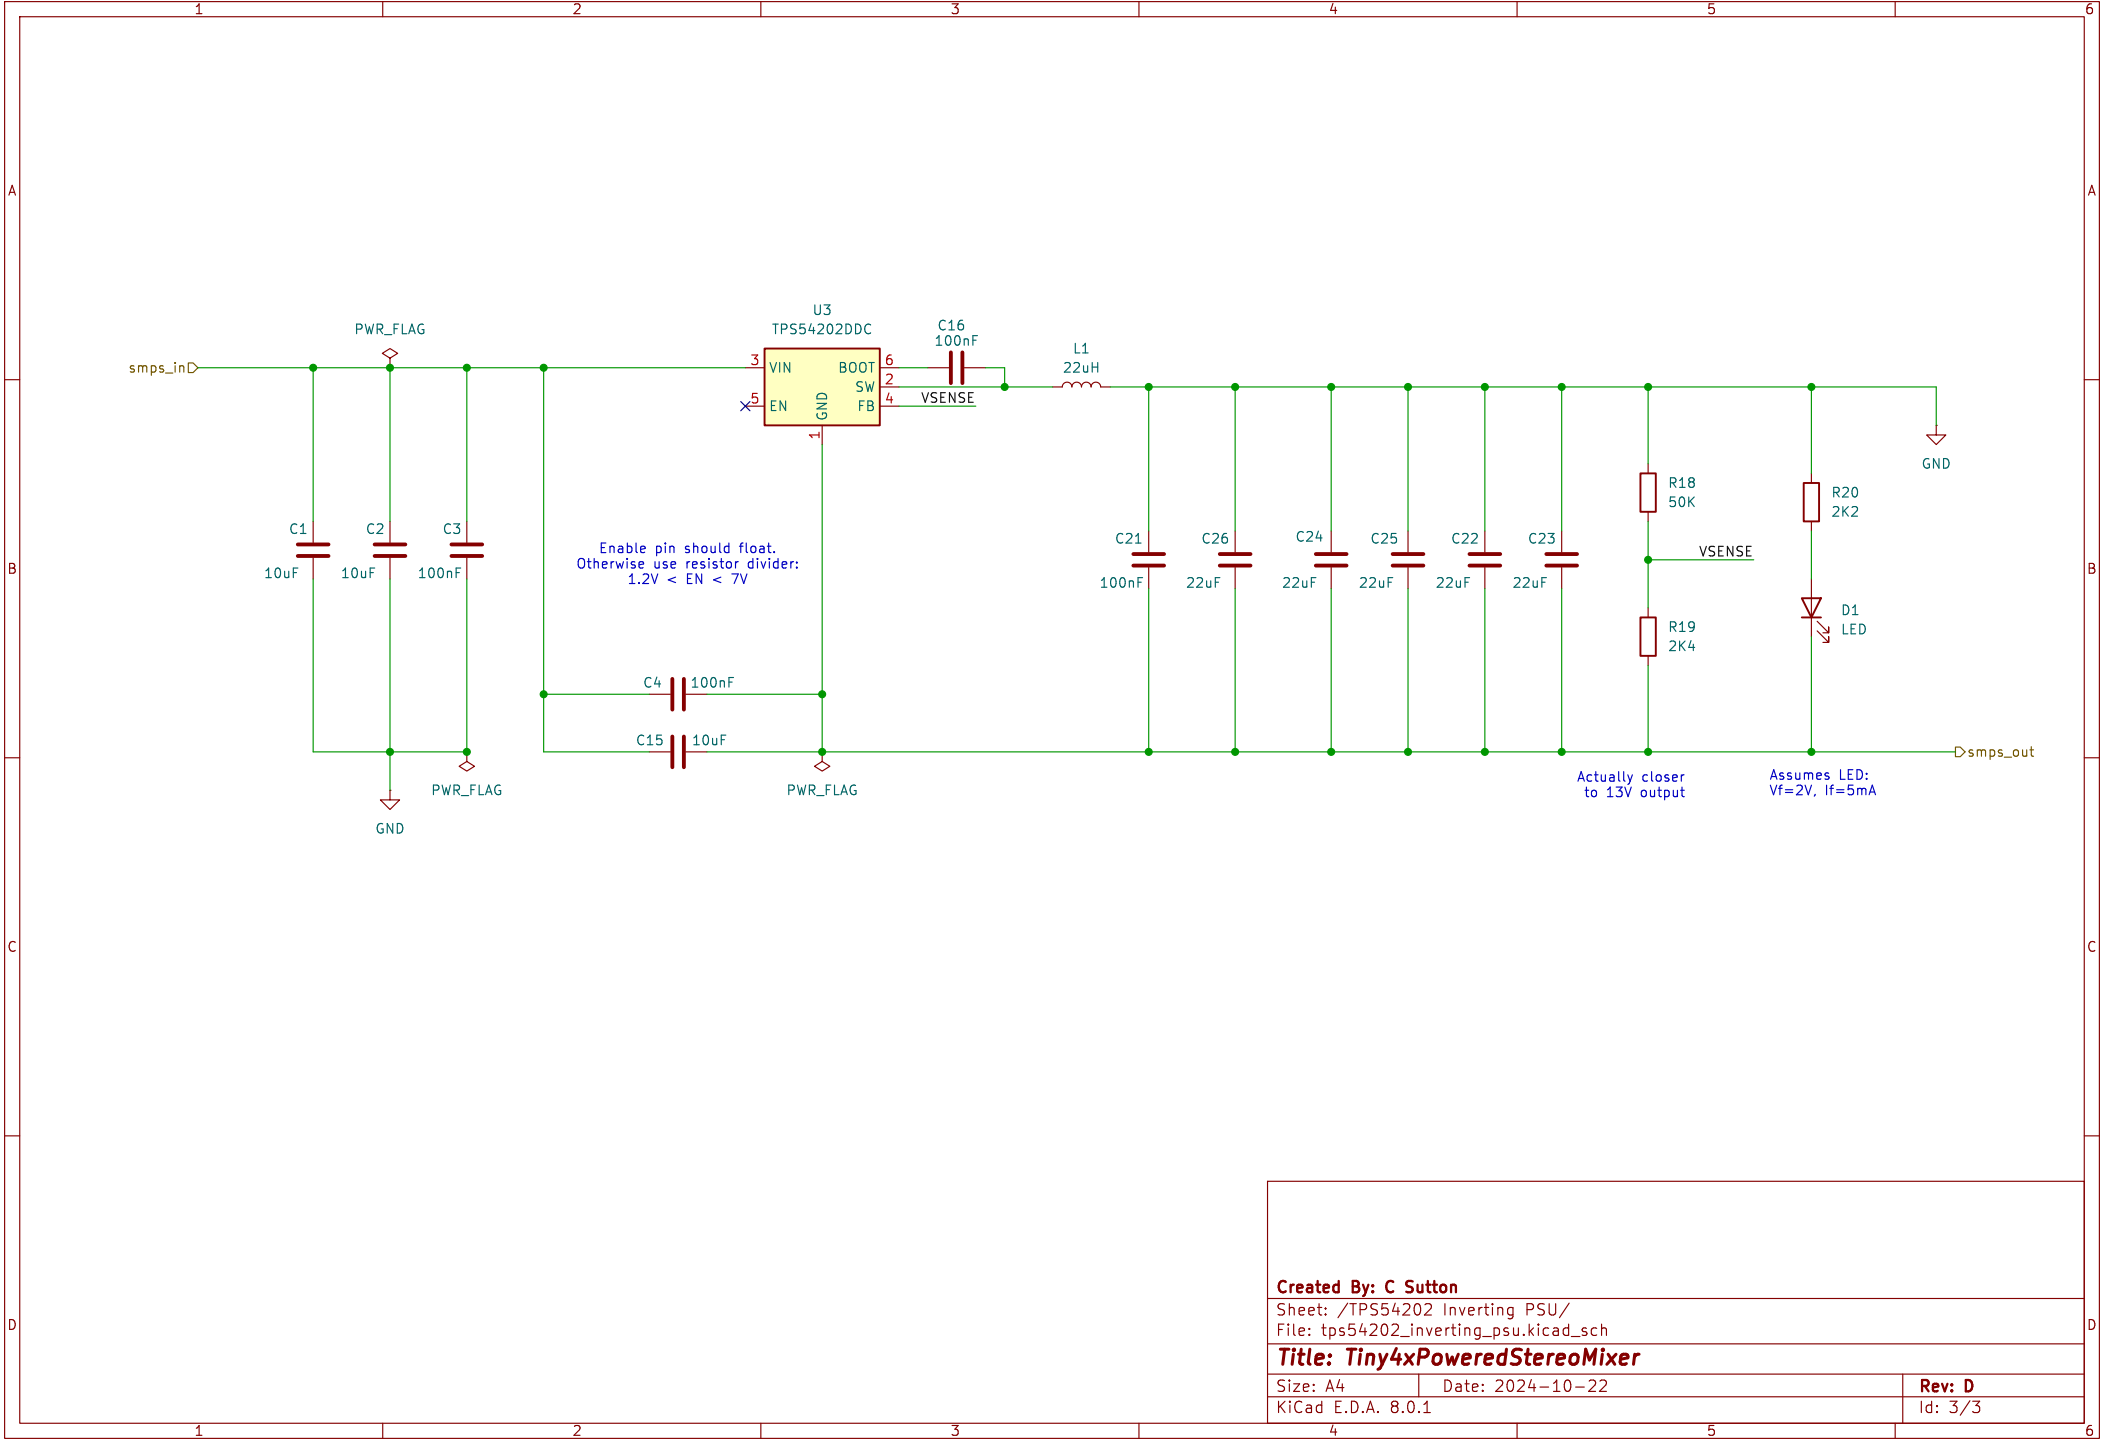 1 2 3 4 5 6
A A
U3
TPS54202DDC
PWR_FLAG
C16
100nF
L1
22uH
smps_in
3 VIN
BOOT 6
SW 2
5 EN
GND
FB 4
1
VSENSE
GND
R18
50K
R20
2K2
C1
10uF
C2
10uF
C3
100nF
Enable pin should float.
Otherwise use resistor divider:
1.2V < EN < 7V
C21
100nF
C26
22uF
C24
22uF
C25
22uF
C22
22uF
C23
22uF
VSENSE
B B
D1
LED
R19
2K4
C4 100nF
C15 10uF
smps_out
PWR_FLAG
PWR_FLAG
Actually closer
to 13V output
Assumes LED:
Vf=2V, If=5mA
GND
C C
Created By: C Sutton
Sheet: /TPS54202 Inverting PSU/
File: tps54202_inverting_psu.kicad_sch
D D
Title: Tiny4xPoweredStereoMixer
Size: A4 Date: 2024-10-22 Rev: D
KiCad E.D.A. 8.0.1 Id: 3/3
1 2 3 4 5 6